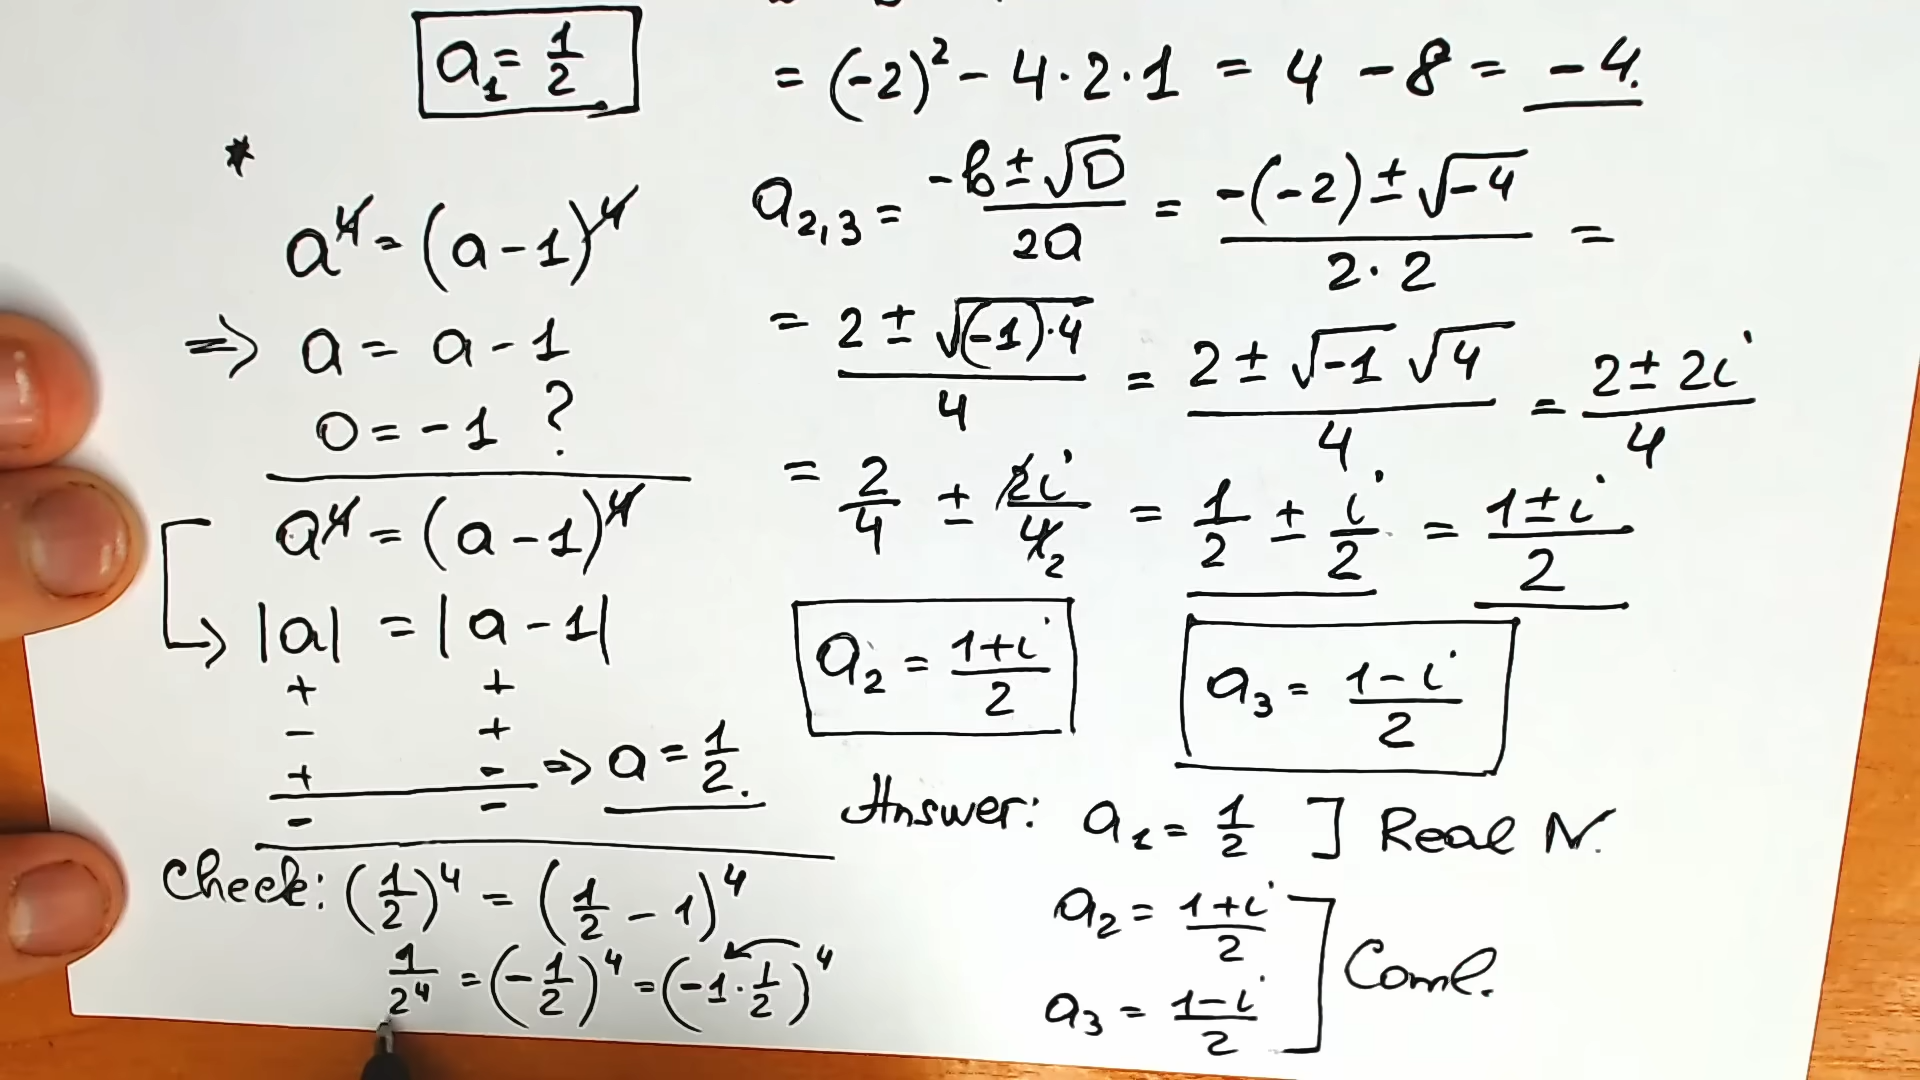 a₁ = 1/2
= (-2)² - 4·2·1 = 4 - 8 = -4.
*
a⁴ = (a-1)⁴
⇒ a = a - 1
0 = -1 ?
a⁴ = (a-1)⁴
|a| = |a-1|
+ +
- +
+ - ⇒ a = 1/2.
- -
Check: (1/2)⁴ = (1/2 - 1)⁴
1/2⁴ = (-1/2)⁴ = (-1·1/2)⁴
a₂,₃ = (-b±√D)/2a = (-(-2)±√-4)/(2·2) =
= (2±√(-1)·4)/4 = (2±√-1 √4)/4. = (2±2i)/4
= 2/4 ± 2i/4 2 = 1/2 ± i/2 = (1±i)/2
a₂ = (1+i)/2 a₃ = (1-i)/2
Answer: a₁ = 1/2 ] Real N.
a₂ = (1+i)/2
a₃ = (1-i)/2 ] Coml.